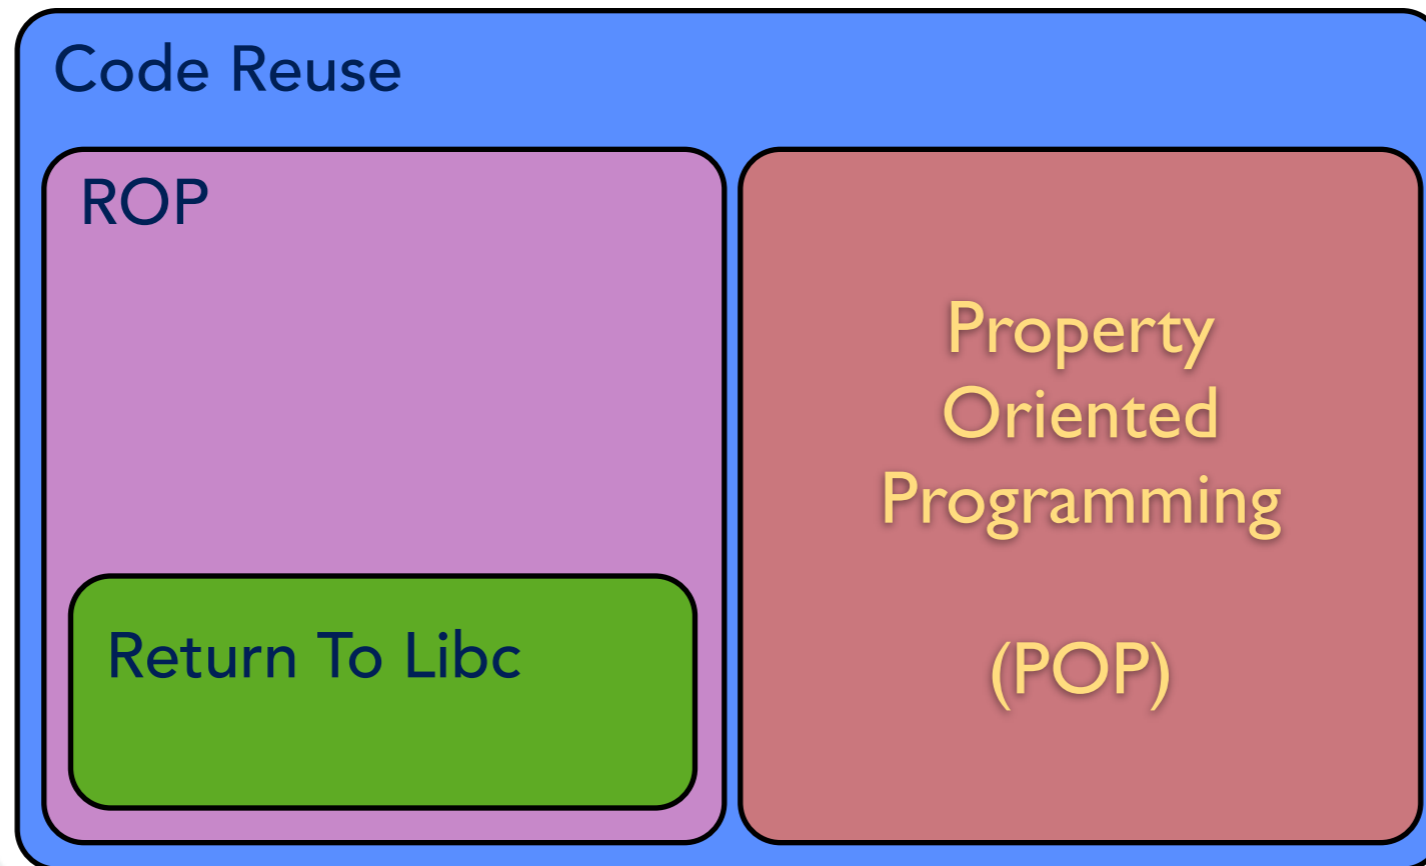 Code Reuse
ROP
Return To Libc
Property
Oriented
Programming
(POP)